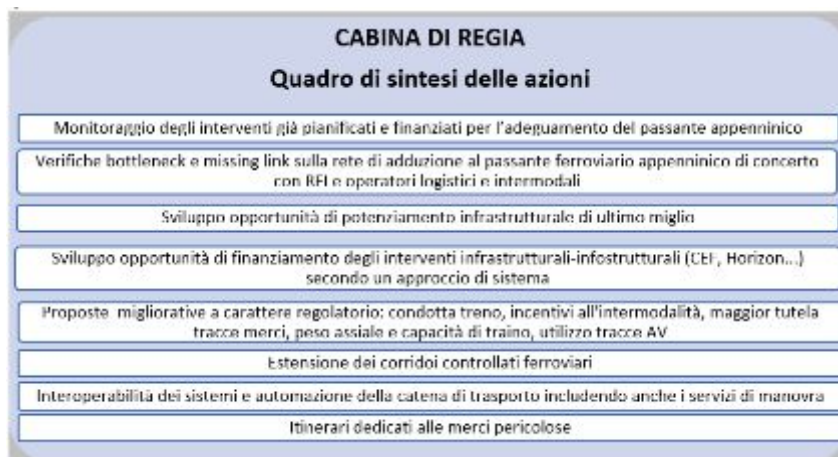 CABINA DI REGIA
Quadro di sintesi delle azioni
Monitoraggio degli interventi già pianificati e finanziati per l'adeguamento del passante appenninico
Verifiche bottleneck e missing link sulla rete di adduzione al passante ferroviario appenninico di concerto
con RFI e operatori logistici e intermodali
Sviluppo opportunità di potenziamento infrastrutturale di ultimo miglio
Sviluppo opportunità di finanziamento degli interventi infrastrutturali-infostrutturali (CEF, Horizon...)
secondo un approccio di sistema
Proposte migliorative a carattere regolatorio: condotta treno, incentivi all'intermodalità, maggior tutela
tracce merci, peso assiale e capacità di traino, utilizzo tracce AV
Estensione dei corridoi controllati ferroviari
Interoperabilità dei sistemi e automazione della catena di trasporto includendo anche i servizi di manovra
Itinerari dedicati alle merci pericolose